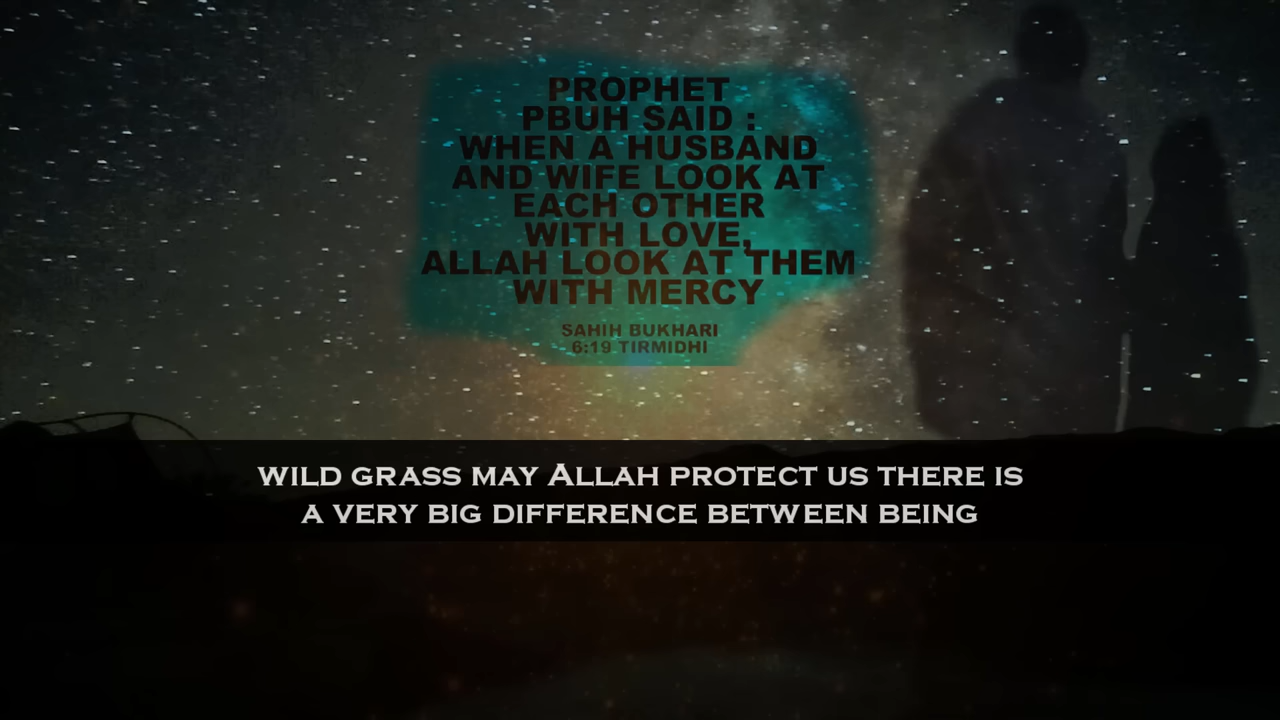 PROPHET
PBUH SAID :
WHEN A HUSBAND
AND WIFE LOOK AT
EACH OTHER
WITH LOVE,
ALLAH LOOK AT THEM
WITH MERCY
SAHIH BUKHARI
6:19 TIRMIDHI
WILD GRASS MAY ALLAH PROTECT US THERE IS
A VERY BIG DIFFERENCE BETWEEN BEING